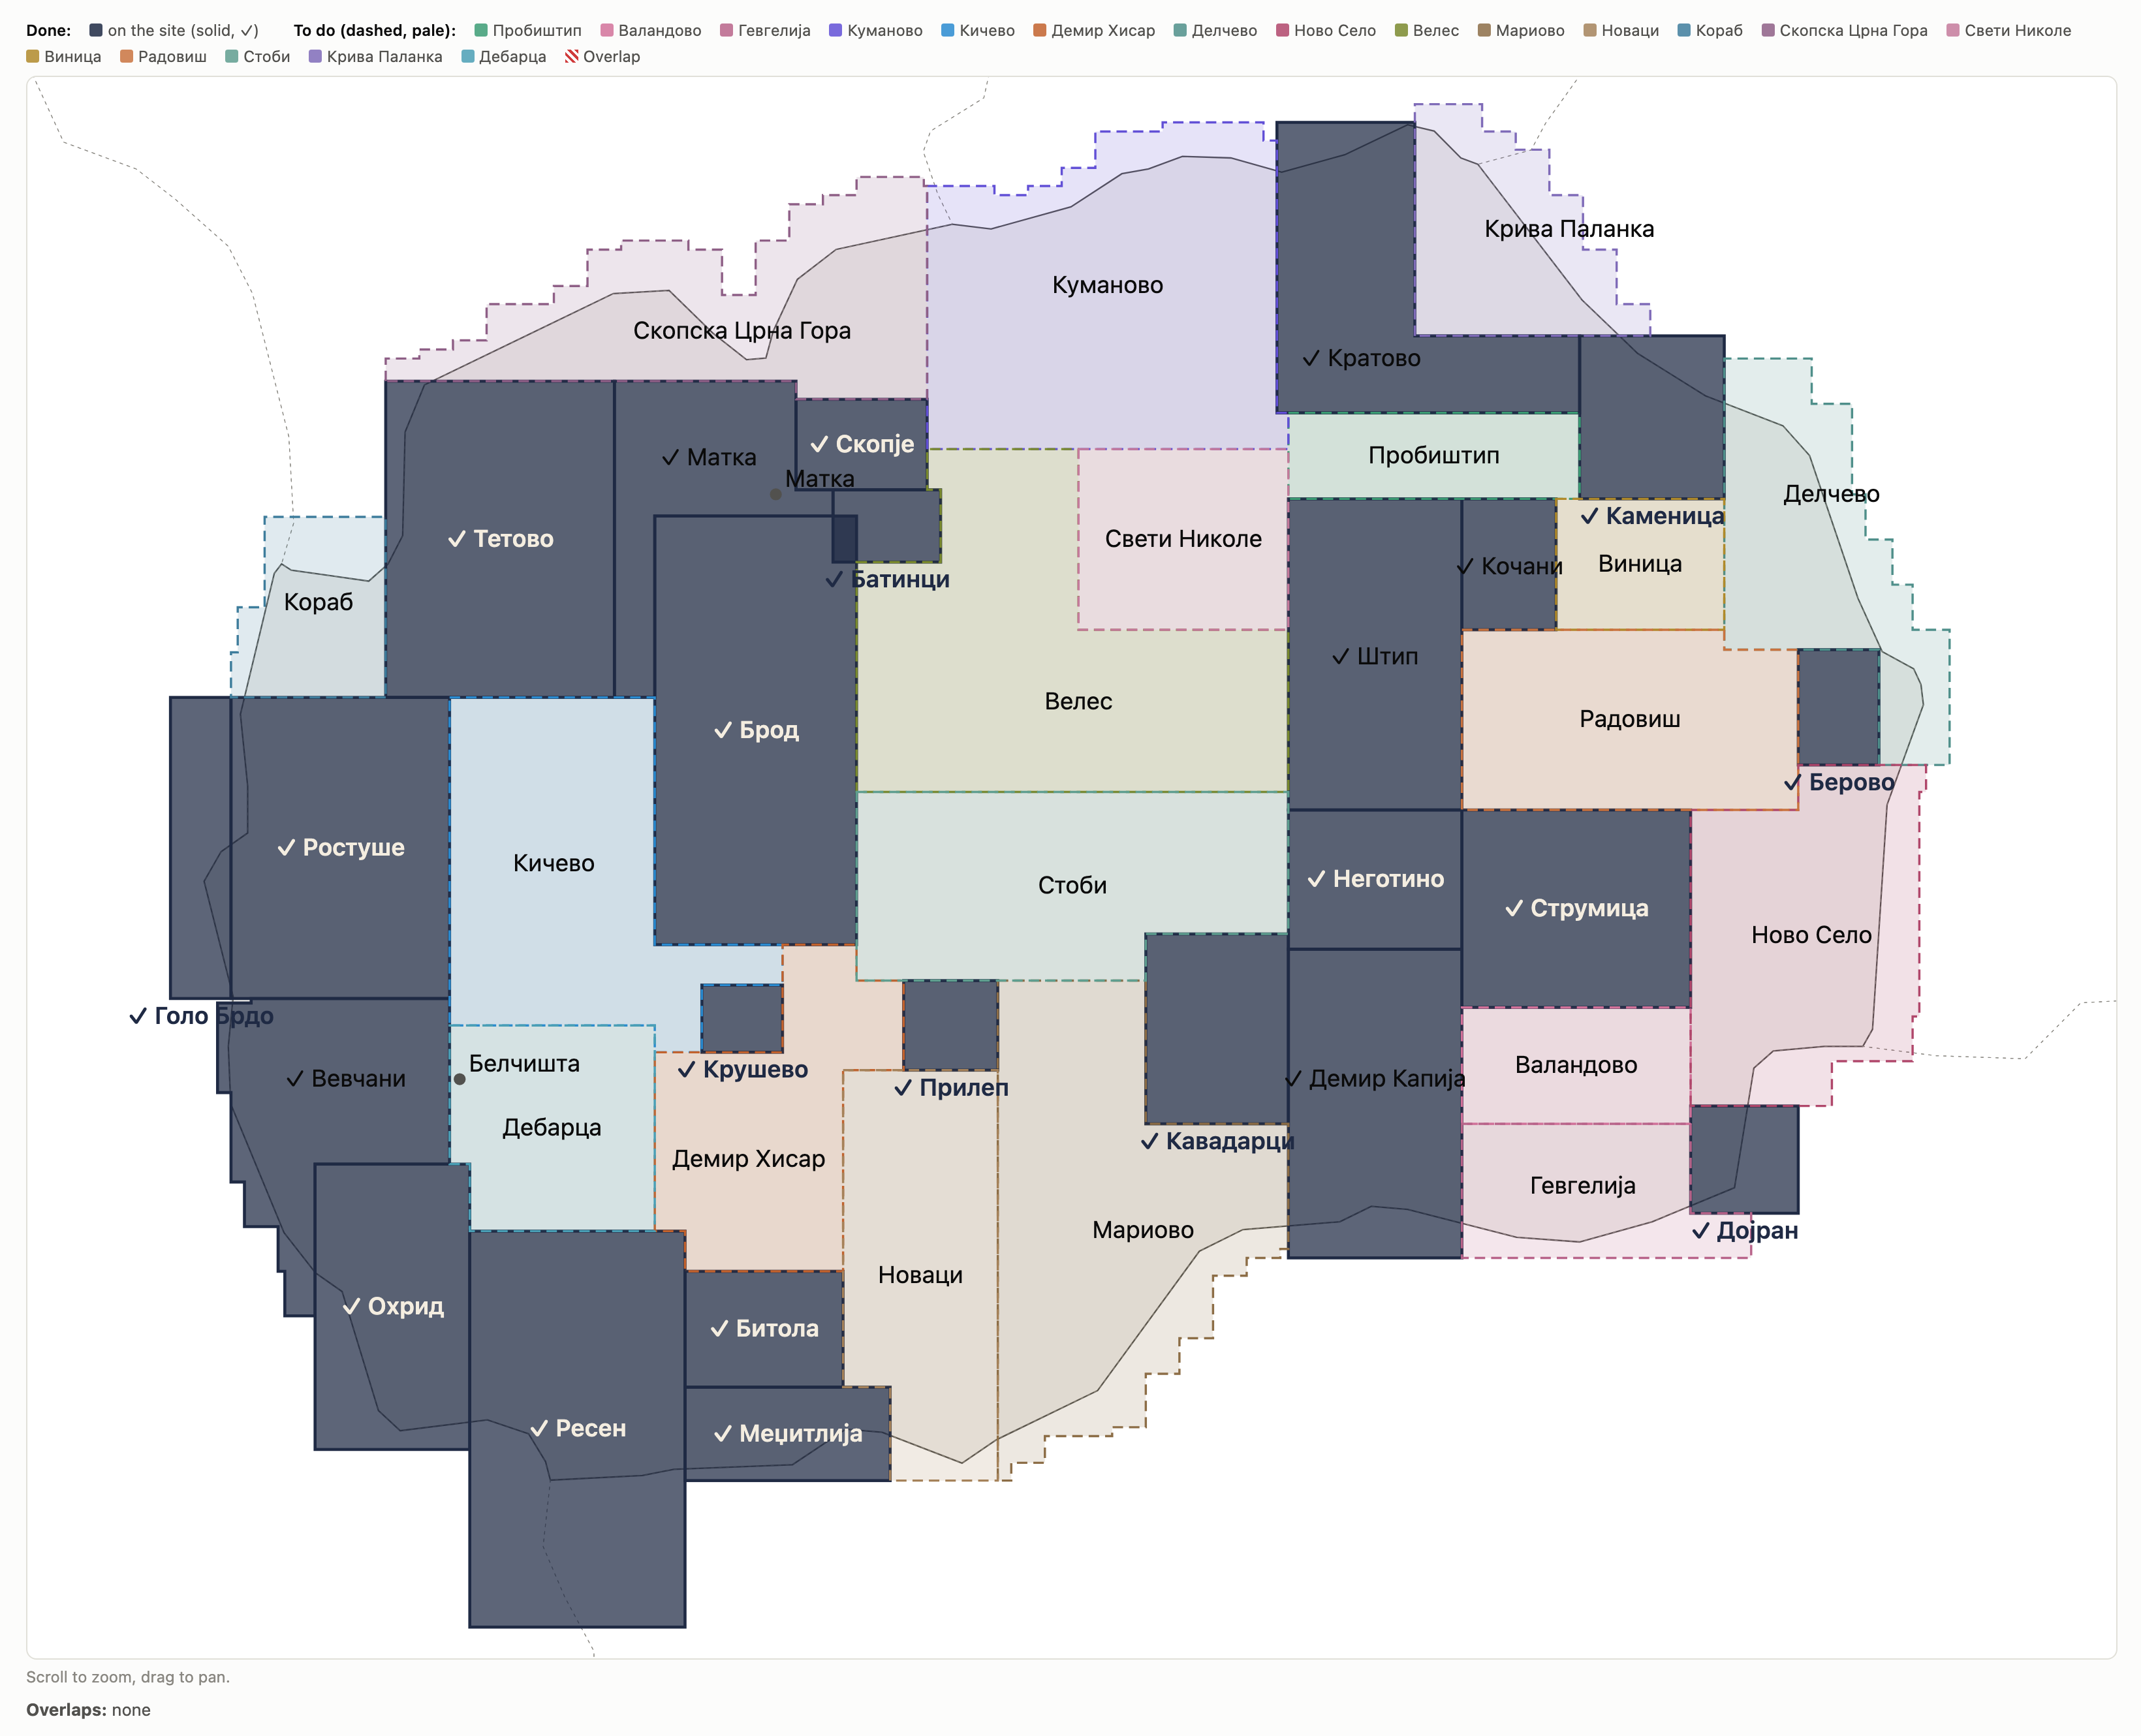 Done: on the site (solid, ✓) To do (dashed, pale): Пробиштип Валандово Гевгелија Куманово Кичево Демир Хисар Делчево Ново Село Велес Мариово Новаци Кораб Скопска Црна Гора Свети Николе
Виница Радовиш Стоби Крива Паланка Дебарца Overlap
Крива Паланка
Куманово
Скопска Црна Гора
✓ Кратово
✓ Скопје
✓ Матка
Пробиштип
Матка
Делчево
✓ Каменица
✓ Тетово
Свети Николе
Виница
✓ Кочани
✓ Батинци
Кораб
✓ Штип
Велес
Радовиш
✓ Брод
✓ Берово
✓ Ростуше
Кичево
✓ Неготино
Стоби
✓ Струмица
Ново Село
✓ Голо Брдо
Белчишта
Валандово
✓ Крушево
✓ Вевчани
✓ Демир Капија
✓ Прилеп
Дебарца
✓ Кавадарци
Демир Хисар
Гевгелија
Мариово
✓ Дојран
Новаци
✓ Охрид
✓ Битола
✓ Ресен
✓ Меџитлија
Scroll to zoom, drag to pan.
Overlaps: none